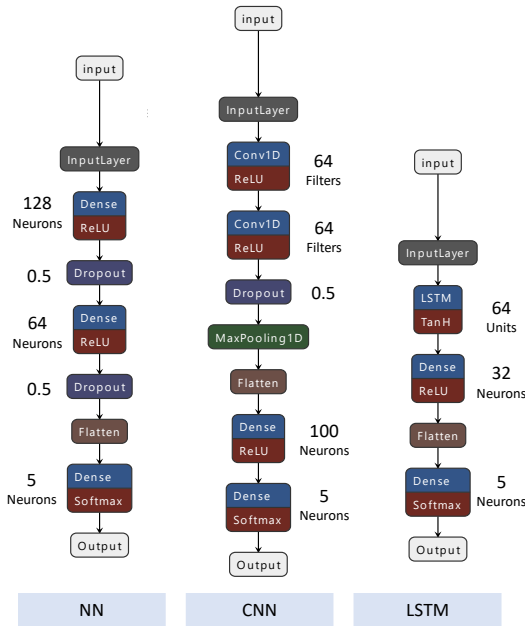 input
InputLayer
128
Neurons
Dense
ReLU
0.5
Dropout
64
Neurons
Dense
ReLU
0.5
Dropout
Flatten
5
Neurons
Dense
Softmax
Output
NN
input
InputLayer
Conv1D
ReLU
64
Filters
Conv1D
ReLU
64
Filters
Dropout
0.5
MaxPooling1D
Flatten
Dense
ReLU
100
Neurons
Dense
Softmax
5
Neurons
Output
CNN
input
InputLayer
LSTM
TanH
64
Units
Dense
ReLU
32
Neurons
Flatten
Dense
Softmax
5
Neurons
Output
LSTM